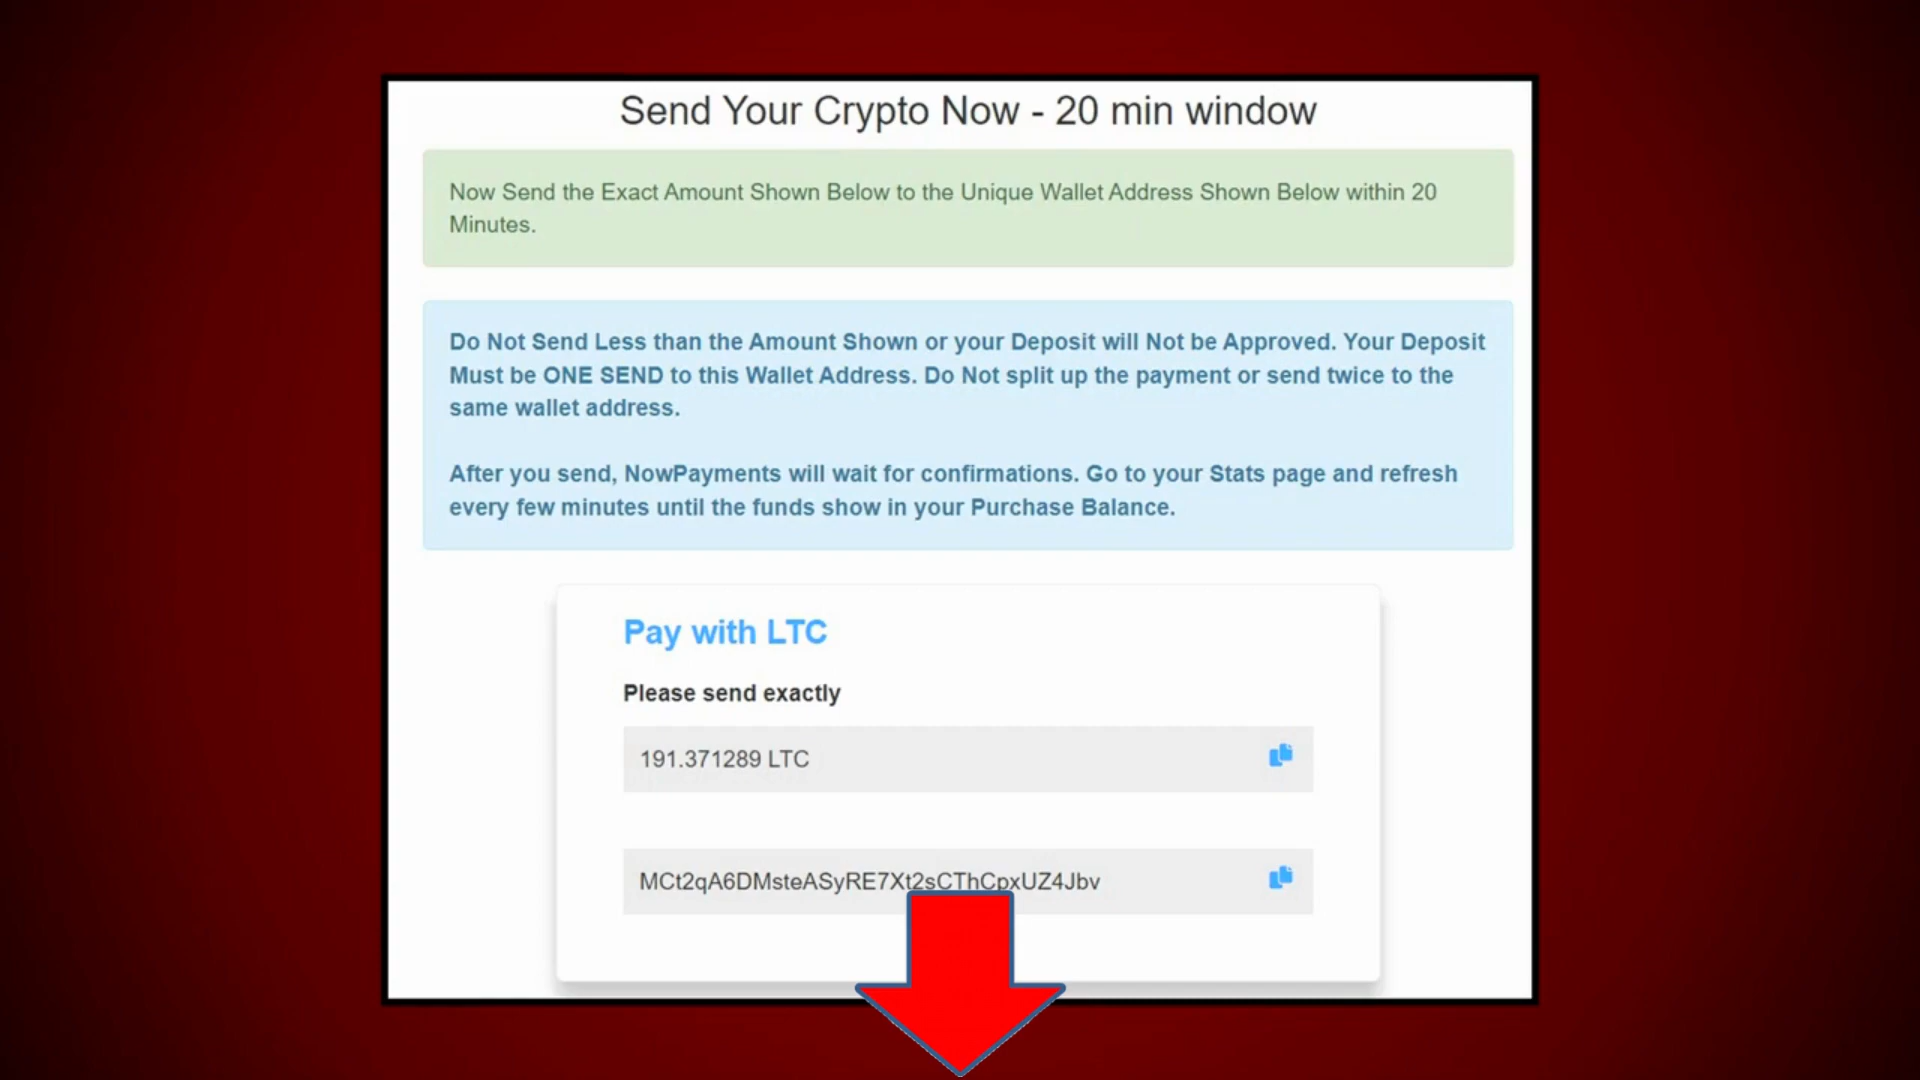 Send Your Crypto Now - 20 min window
Now Send the Exact Amount Shown Below to the Unique Wallet Address Shown Below within 20
Minutes.
Do Not Send Less than the Amount Shown or your Deposit will Not be Approved. Your Deposit
Must be ONE SEND to this Wallet Address. Do Not split up the payment or send twice to the
same wallet address.
After you send, NowPayments will wait for confirmations. Go to your Stats page and refresh
every few minutes until the funds show in your Purchase Balance.
Pay with LTC
Please send exactly
191.371289 LTC
MCt2qA6DMsteASyRE7Xt2sCThCpxUZ4Jbv